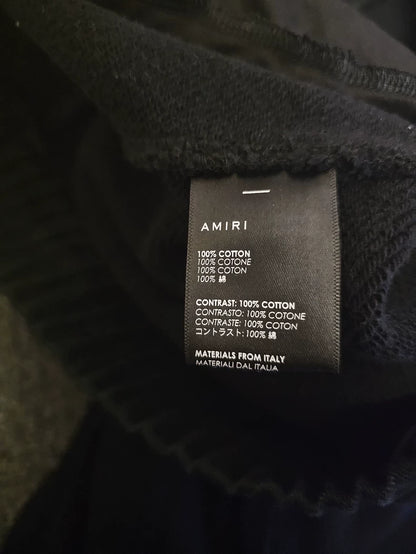 AMIRI
100% COTTON
100% COTONE
100% COTON
100% 綿
CONTRAST: 100% COTTON
CONTRASTO: 100% COTONE
CONTRASTE: 100% COTON
コントラスト: 100% 綿
MATERIALS FROM ITALY
MATERIALI DAL ITALIA